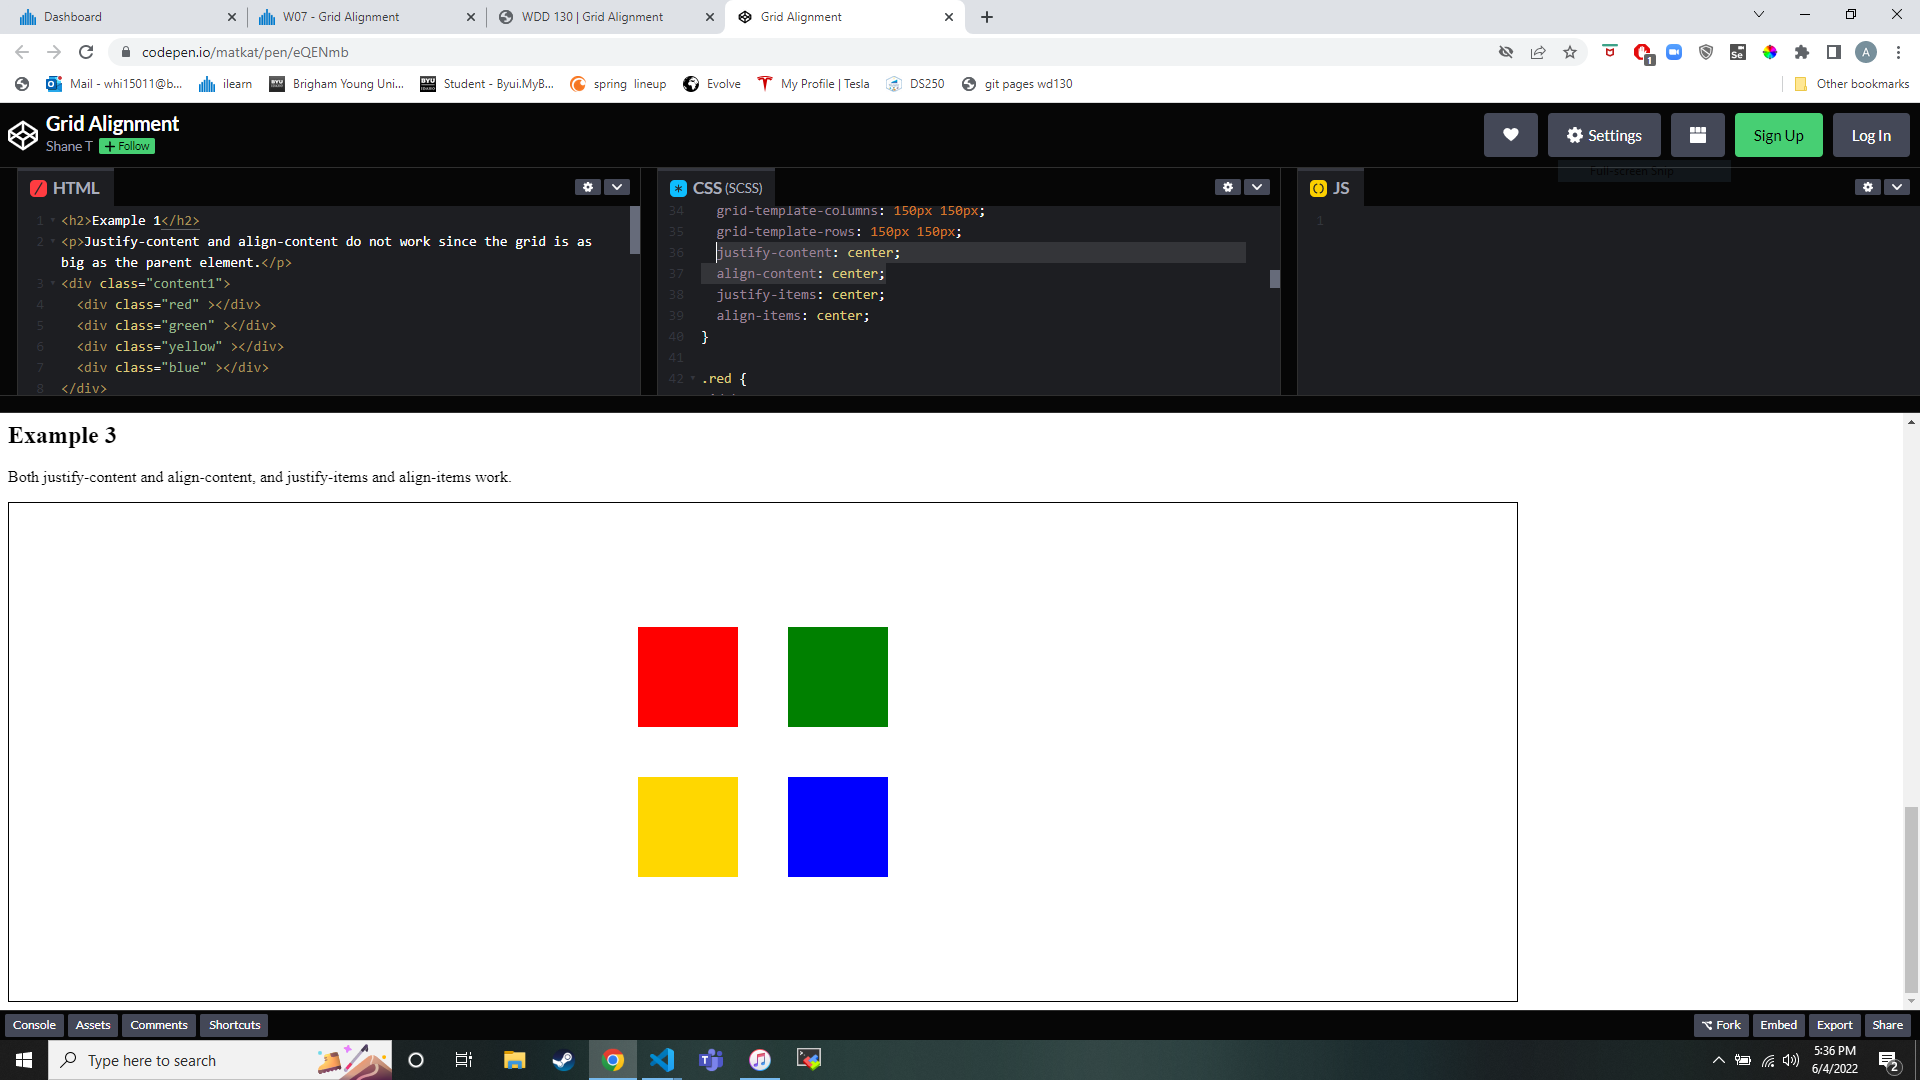 Dashboard
W07 - Grid Alignment
WDD 130 | Grid Alignment
Grid Alignment
codepen.io/matkat/pen/eQENmb
1
Se
A
Mail - whi15011@b...
ilearn
Brigham Young Uni...
Student - Byui.MyB...
spring lineup
Evolve
My Profile | Tesla
DS250
git pages wd130
Other bookmarks
Grid Alignment
Shane T
+ Follow
Settings
Sign Up
Log In
Full-screen Snip
HTML
1 <h2>Example 1</h2>
2 <p>Justify-content and align-content do not work since the grid is as
big as the parent element.</p>
3 <div class="content1">
4 <div class="red" ></div>
5 <div class="green" ></div>
6 <div class="yellow" ></div>
7 <div class="blue" ></div>
8 </div>
CSS (SCSS)
34 grid-template-columns: 150px 150px;
35 grid-template-rows: 150px 150px;
36 justify-content: center;
37 align-content: center;
38 justify-items: center;
39 align-items: center;
40 }
41
42 .red {
JS
1
Example 3
Both justify-content and align-content, and justify-items and align-items work.
Console
Assets
Comments
Shortcuts
Fork
Embed
Export
Share
Type here to search
5:36 PM
6/4/2022
2